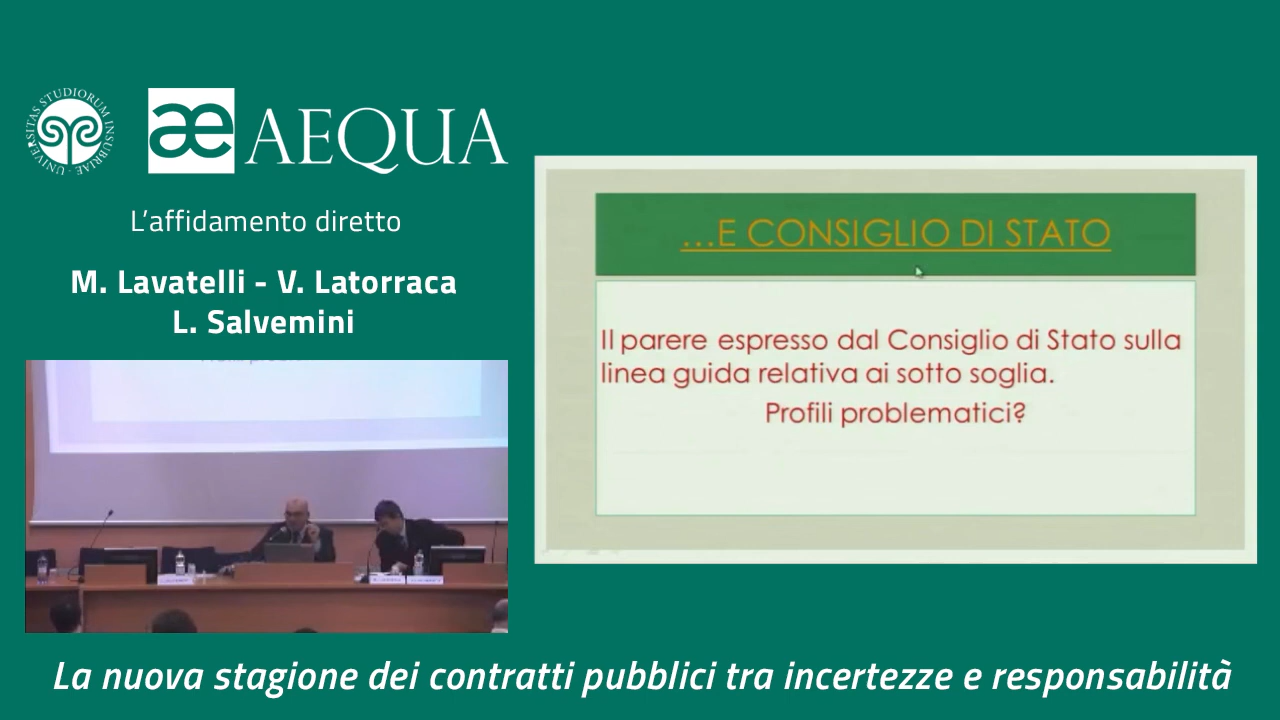 UNIVERSITAS STUDIORUM INSUBRIAE
æ AEQUA
L'affidamento diretto
M. Lavatelli - V. Latorraca
L. Salvemini
...E CONSIGLIO DI STATO
Il parere espresso dal Consiglio di Stato sulla
linea guida relativa ai sotto soglia.
Profili problematici?
La nuova stagione dei contratti pubblici tra incertezze e responsabilità